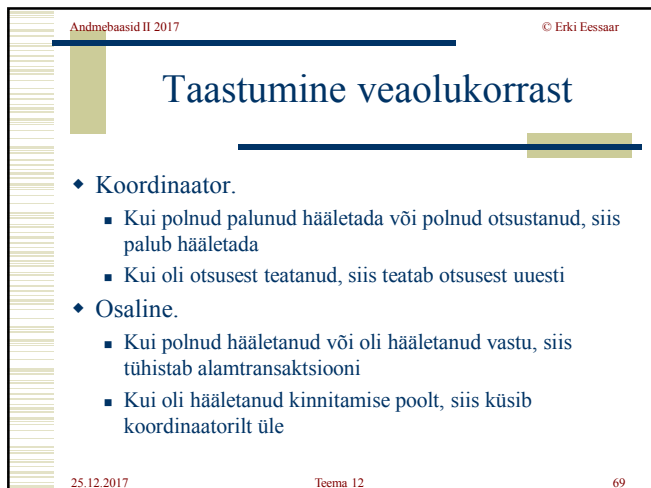 Andmebaasid II 2017
© Erki Eessaar
Taastumine veaolukorrast
Koordinaator.
Kui polnud palunud hääletada või polnud otsustanud, siis
palub hääletada
Kui oli otsusest teatanud, siis teatab otsusest uuesti
Osaline.
Kui polnud hääletanud või oli hääletanud vastu, siis
tühistab alamtransaktsiooni
Kui oli hääletanud kinnitamise poolt, siis küsib
koordinaatorilt üle
25.12.2017
Teema 12
69